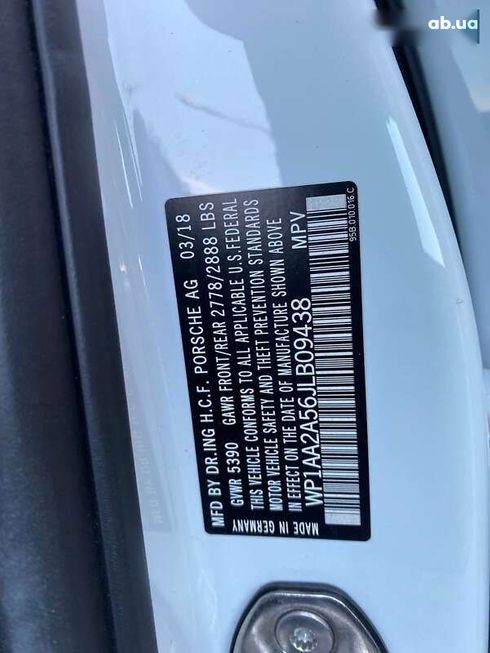 ab.ua
MFD BY DR.ING H.C.F. PORSCHE AG 03/18
GVWR 5390 GAWR FRONT/REAR 2778/2888 LBS
THIS VEHICLE CONFORMS TO ALL APPLICABLE U.S.FEDERAL
MOTOR VEHICLE SAFETY AND THEFT PREVENTION STANDARDS
IN EFFECT ON THE DATE OF MANUFACTURE SHOWN ABOVE
WP1AA2A56JLB09438 MPV
MADE IN GERMANY
95B.010.016.C